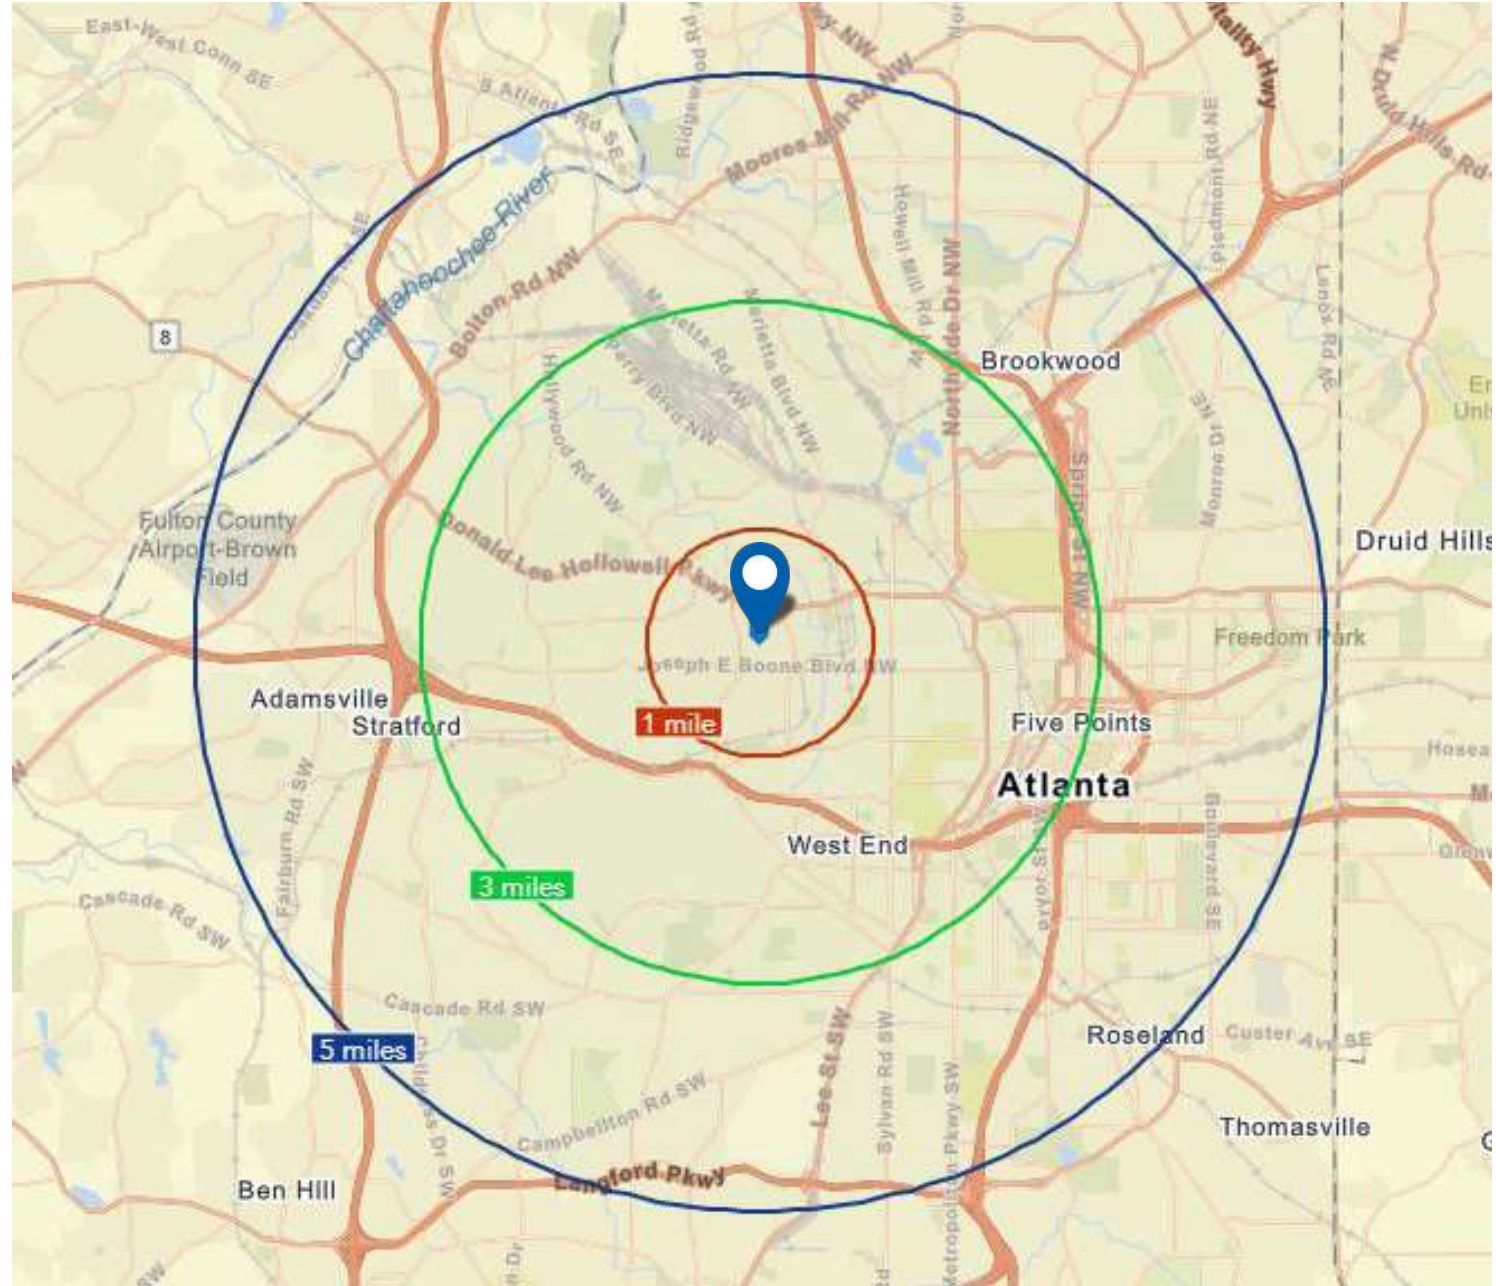 East-West Conn SE
S Atlanta Rd SE
Ridgewood Rd
Moores Mill Rd NW
N Druid Hills Rd
Piedmont Rd NE
Chattahoochee River
Bolton Rd NW
Howell Mill Rd NW
Northside Dr NW
Lenox Rd NE
8
Marietta Rd NW
Marietta Blvd NW
Perry Blvd NW
Hollywood Rd NW
Brookwood
Monroe Dr NE
Spring St NW
Fulton County
Airport-Brown
Field
Donald Lee Hollowell Pkwy
Druid Hills
Freedom Park
Joseph E Boone Blvd NW
Adamsville
Stratford
1 mile
Five Points
Atlanta
Fairburn Rd SW
West End
Pryor St SW
Boulevard SE
3 miles
Cascade Rd SW
Cascade Rd SW
5 miles
Lee St SW
Sylvan Rd SW
Metropolitan Pkwy SW
Roseland
Custer Ave SE
Campbellton Rd SW
Thomasville
Langford Pkwy
Ben Hill